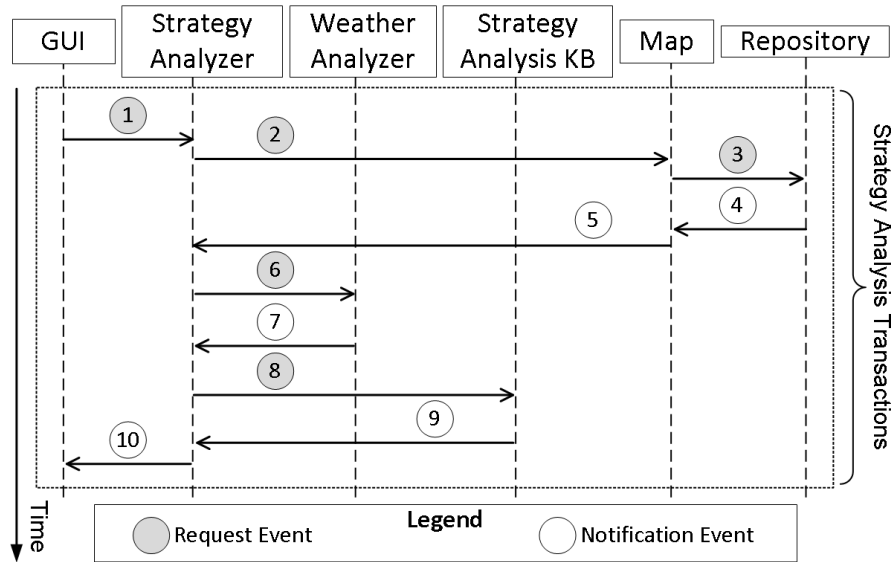 GUI
Strategy
Analyzer
Weather
Analyzer
Strategy
Analysis KB
Map
Repository
1
2
3
4
5
6
7
8
9
10
Strategy Analysis Transactions
Time
Legend
Request Event
Notification Event